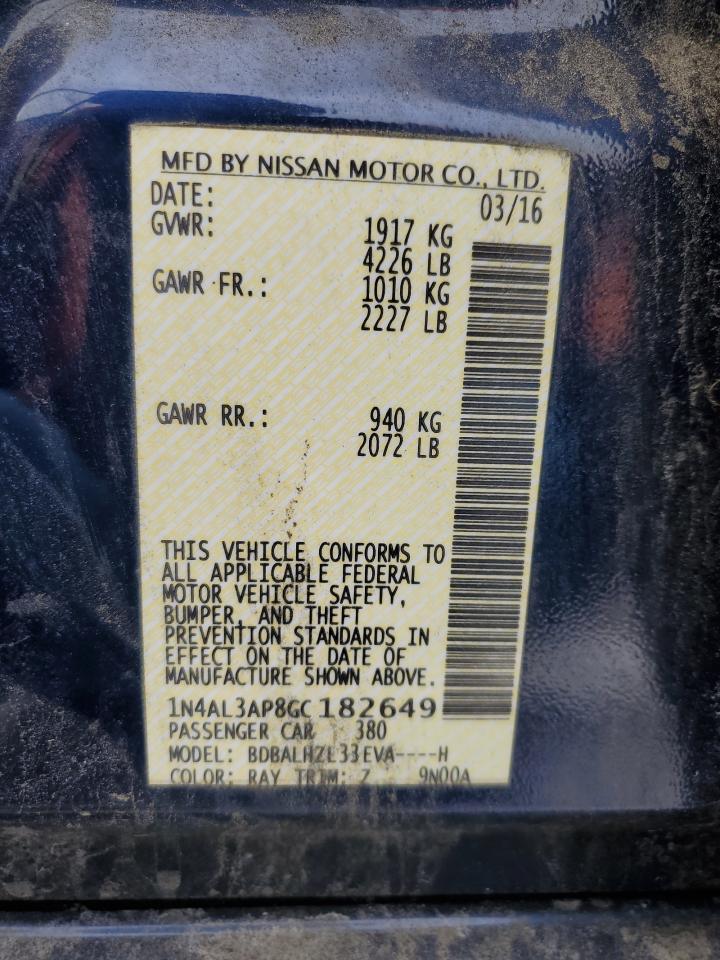 MFD BY NISSAN MOTOR CO., LTD.
DATE: 03/16
GVWR: 1917 KG
4226 LB
GAWR FR.: 1010 KG
2227 LB
GAWR RR.: 940 KG
2072 LB
THIS VEHICLE CONFORMS TO
ALL APPLICABLE FEDERAL
MOTOR VEHICLE SAFETY,
BUMPER, AND THEFT
PREVENTION STANDARDS IN
EFFECT ON THE DATE OF
MANUFACTURE SHOWN ABOVE.
1N4AL3AP8GC182649
PASSENGER CAR 380
MODEL: BDBALHZL33EVA----H
COLOR: RAY TRIM: Z 9N00A